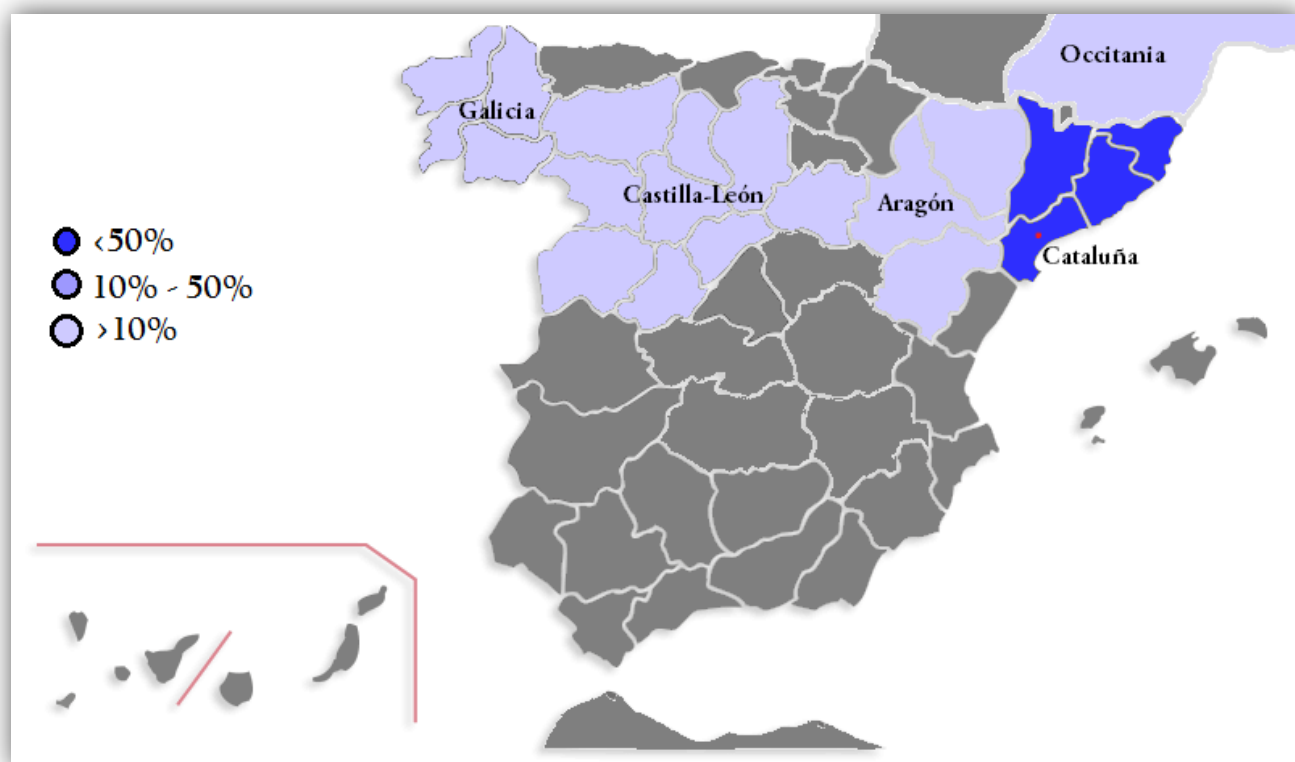 Occitania
Galicia
Castilla-León
Aragón
‹50%
10% - 50%
›10%
Cataluña